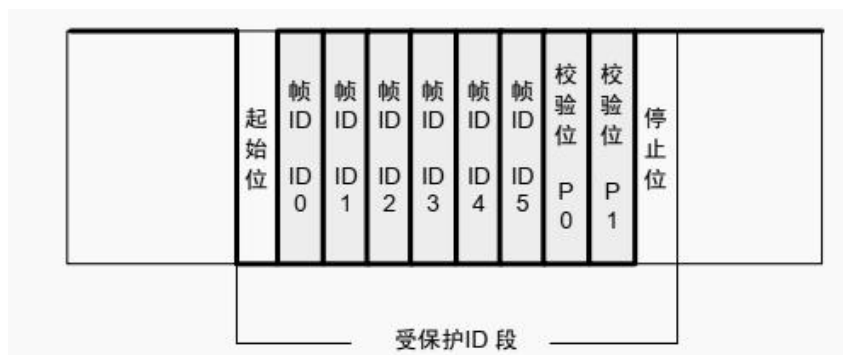 起始位
帧ID ID0
帧ID ID1
帧ID ID2
帧ID ID3
帧ID ID4
帧ID ID5
校验位 P0
校验位 P1
停止位
受保护ID 段